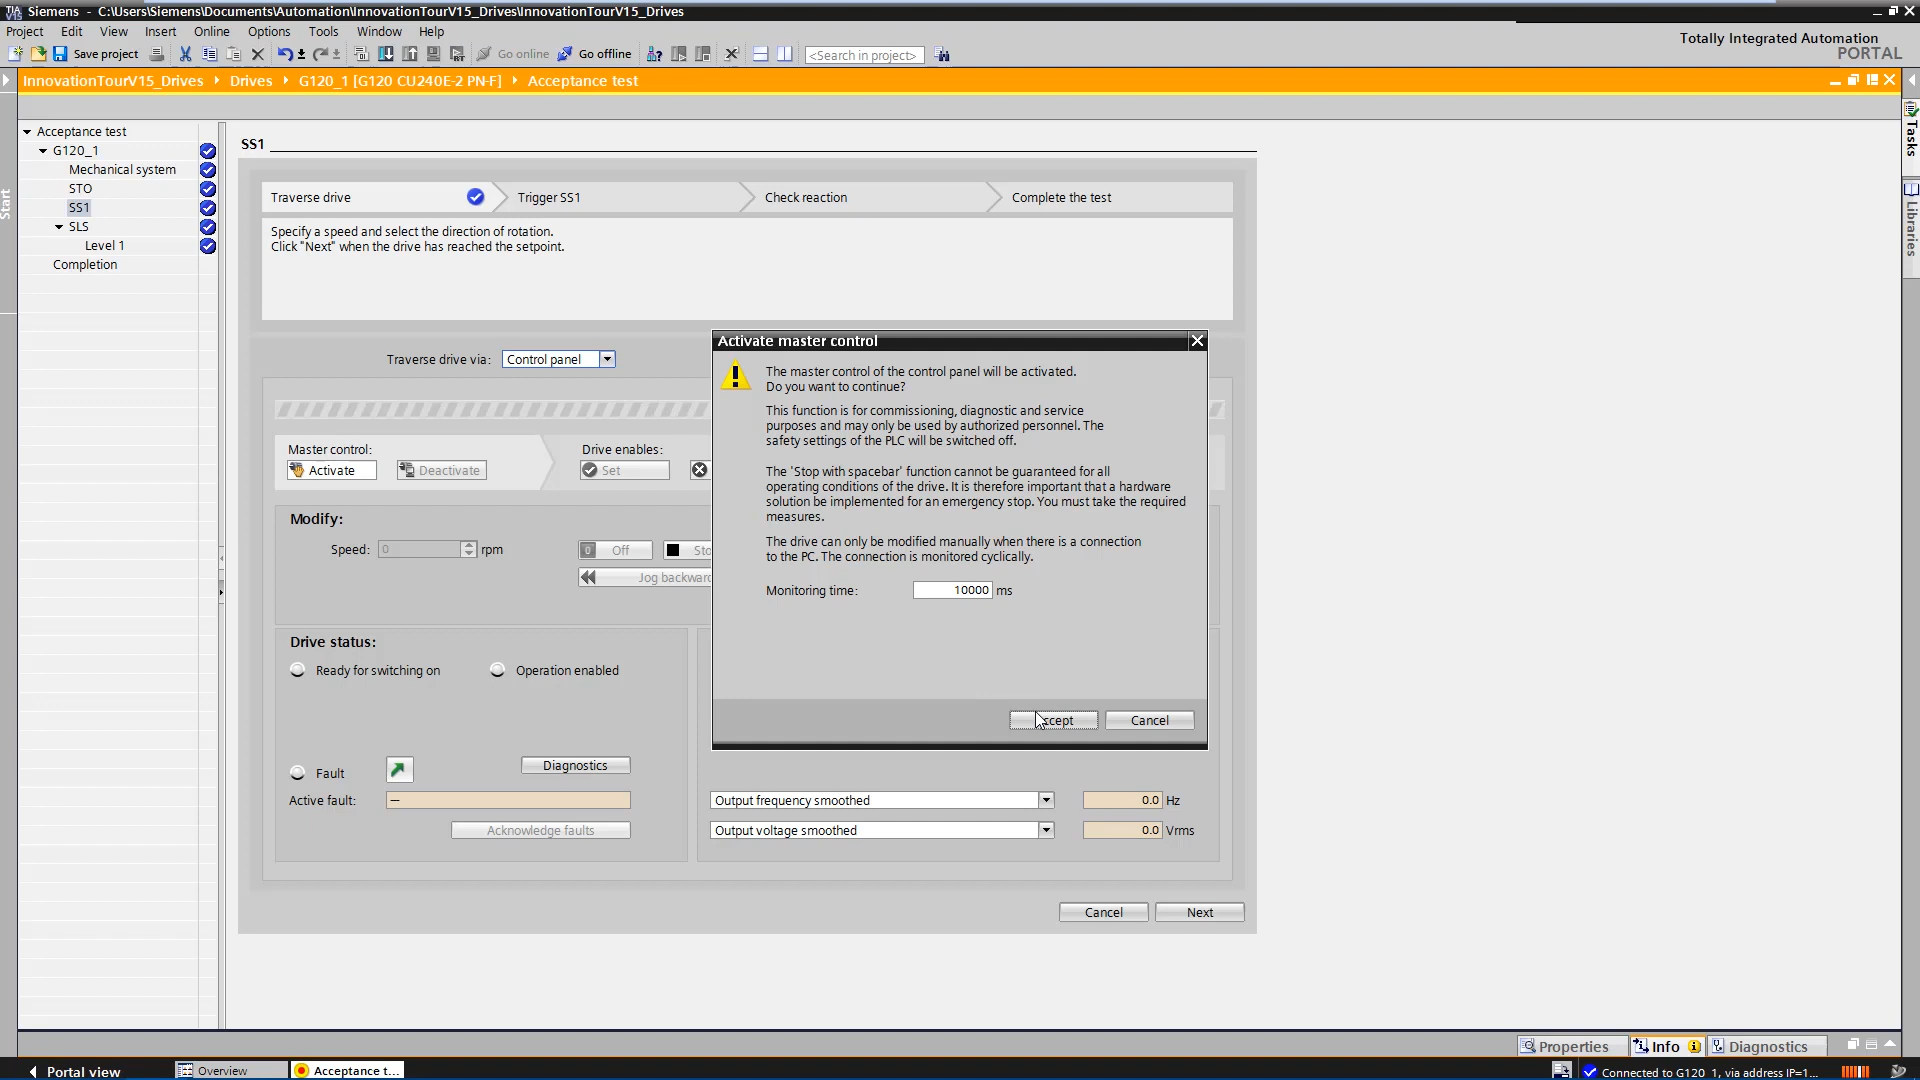 Siemens - C:\Users\Siemens\Documents\Automation\InnovationTourV15_Drives\InnovationTourV15_Drives
Project Edit View Insert Online Options Tools Window Help
Totally Integrated Automation
PORTAL
Save project Go online Go offline <Search in project>
InnovationTourV15_Drives Drives G120_1 [G120 CU240E-2 PN-F] Acceptance test
Start
Tasks
Libraries
Acceptance test
G120_1
Mechanical system
STO
SS1
SLS
Level 1
Completion
SS1
Traverse drive Trigger SS1 Check reaction Complete the test
Specify a speed and select the direction of rotation.
Click "Next" when the drive has reached the setpoint.
Traverse drive via: Control panel
Master control: Drive enables:
Activate Deactivate Set
Modify:
Speed: 0 rpm Off Sto
Jog backward
Drive status:
Ready for switching on Operation enabled
Fault Diagnostics
Active fault: —
Acknowledge faults
Activate master control
The master control of the control panel will be activated.
Do you want to continue?
This function is for commissioning, diagnostic and service
purposes and may only be used by authorized personnel. The
safety settings of the PLC will be switched off.
The 'Stop with spacebar' function cannot be guaranteed for all
operating conditions of the drive. It is therefore important that a hardware
solution be implemented for an emergency stop. You must take the required
measures.
The drive can only be modified manually when there is a connection
to the PC. The connection is monitored cyclically.
Monitoring time: 10000 ms
Accept Cancel
Output frequency smoothed 0.0 Hz
Output voltage smoothed 0.0 Vrms
Cancel Next
Properties Info Diagnostics
Portal view Overview Acceptance t... Connected to G120_1, via address IP=1...